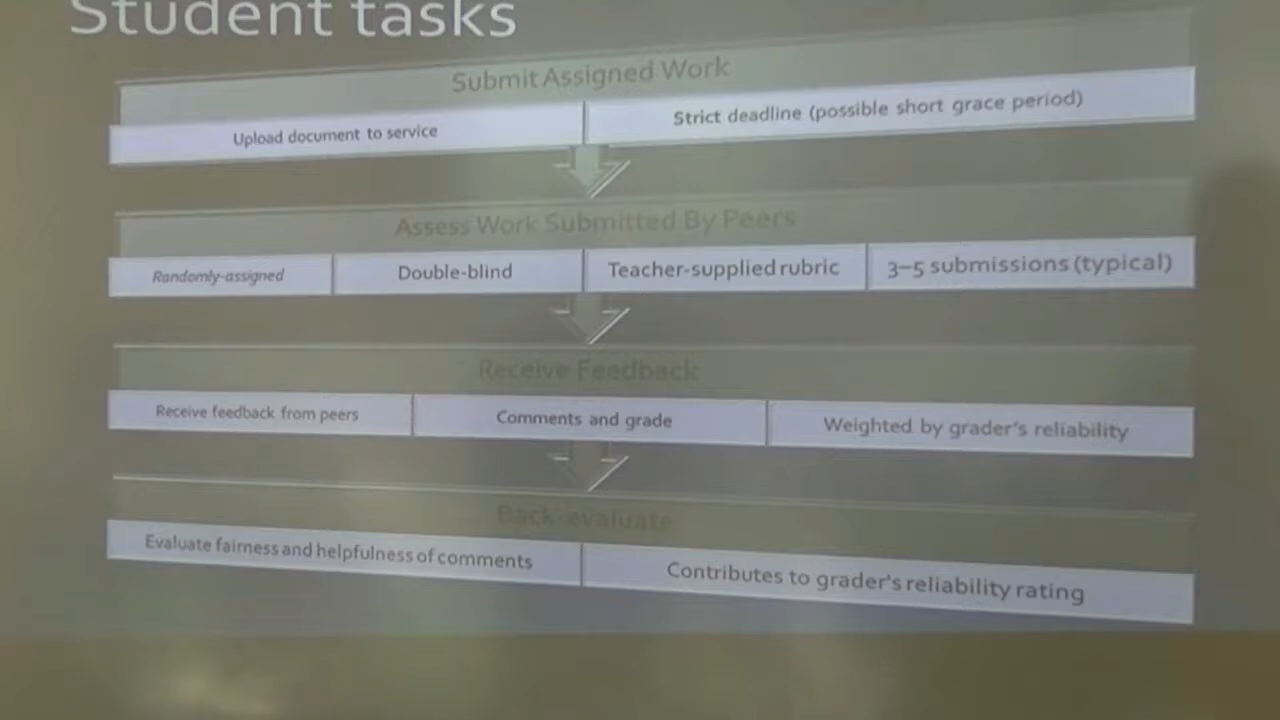 Student tasks
Submit Assigned Work
Upload document to service
Strict deadline (possible short grace period)
Assess Work Submitted By Peers
Randomly-assigned
Double-blind
Teacher-supplied rubric
3–5 submissions (typical)
Receive Feedback
Receive feedback from peers
Comments and grade
Weighted by grader's reliability
Back-evaluate
Evaluate fairness and helpfulness of comments
Contributes to grader's reliability rating